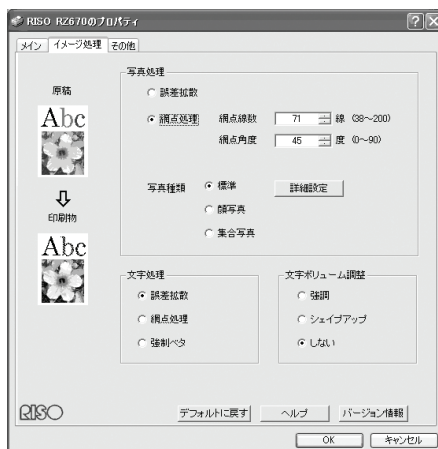 RISO RZ670のプロパティ
メイン イメージ処理 その他
原稿
Abc
印刷物
Abc
写真処理
誤差拡散
網点処理 網点線数 71 線 (38～200)
網点角度 45 度 (0～90)
写真種類 標準 詳細設定
顔写真
集合写真
文字処理
誤差拡散
網点処理
強制ベタ
文字ボリューム調整
強調
シェイプアップ
しない
RISO
デフォルトに戻す ヘルプ バージョン情報
OK キャンセル